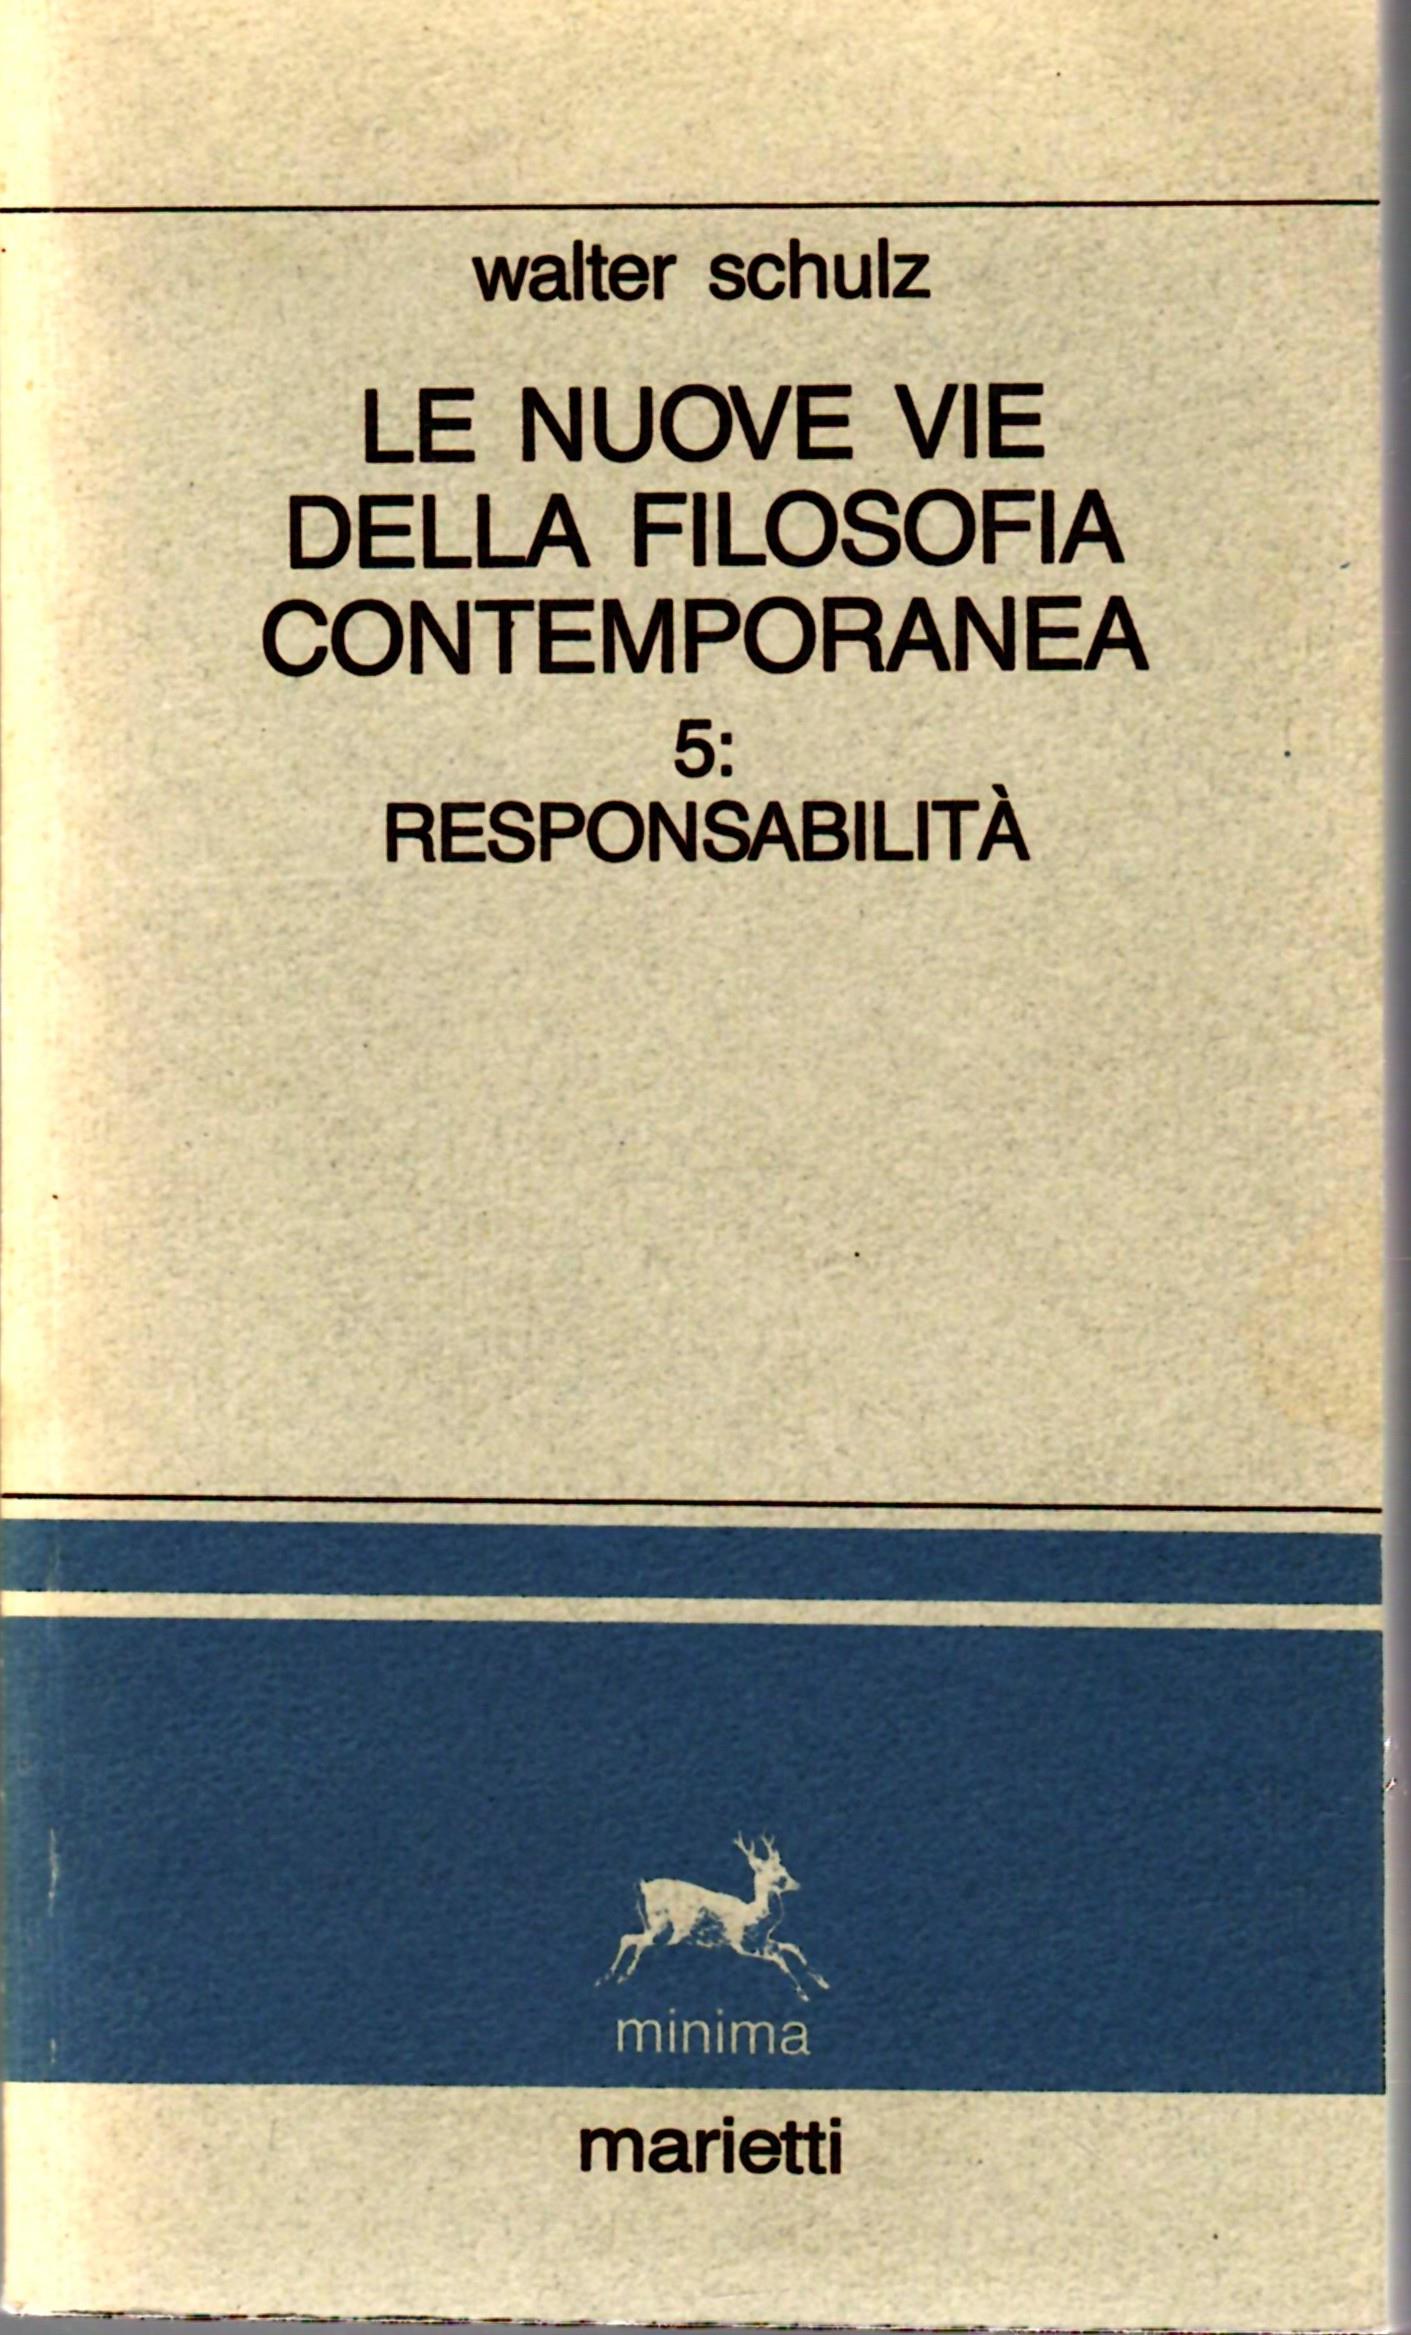 walter schulz
LE NUOVE VIE
DELLA FILOSOFIA
CONTEMPORANEA
5:
RESPONSABILITÀ
minima
marietti